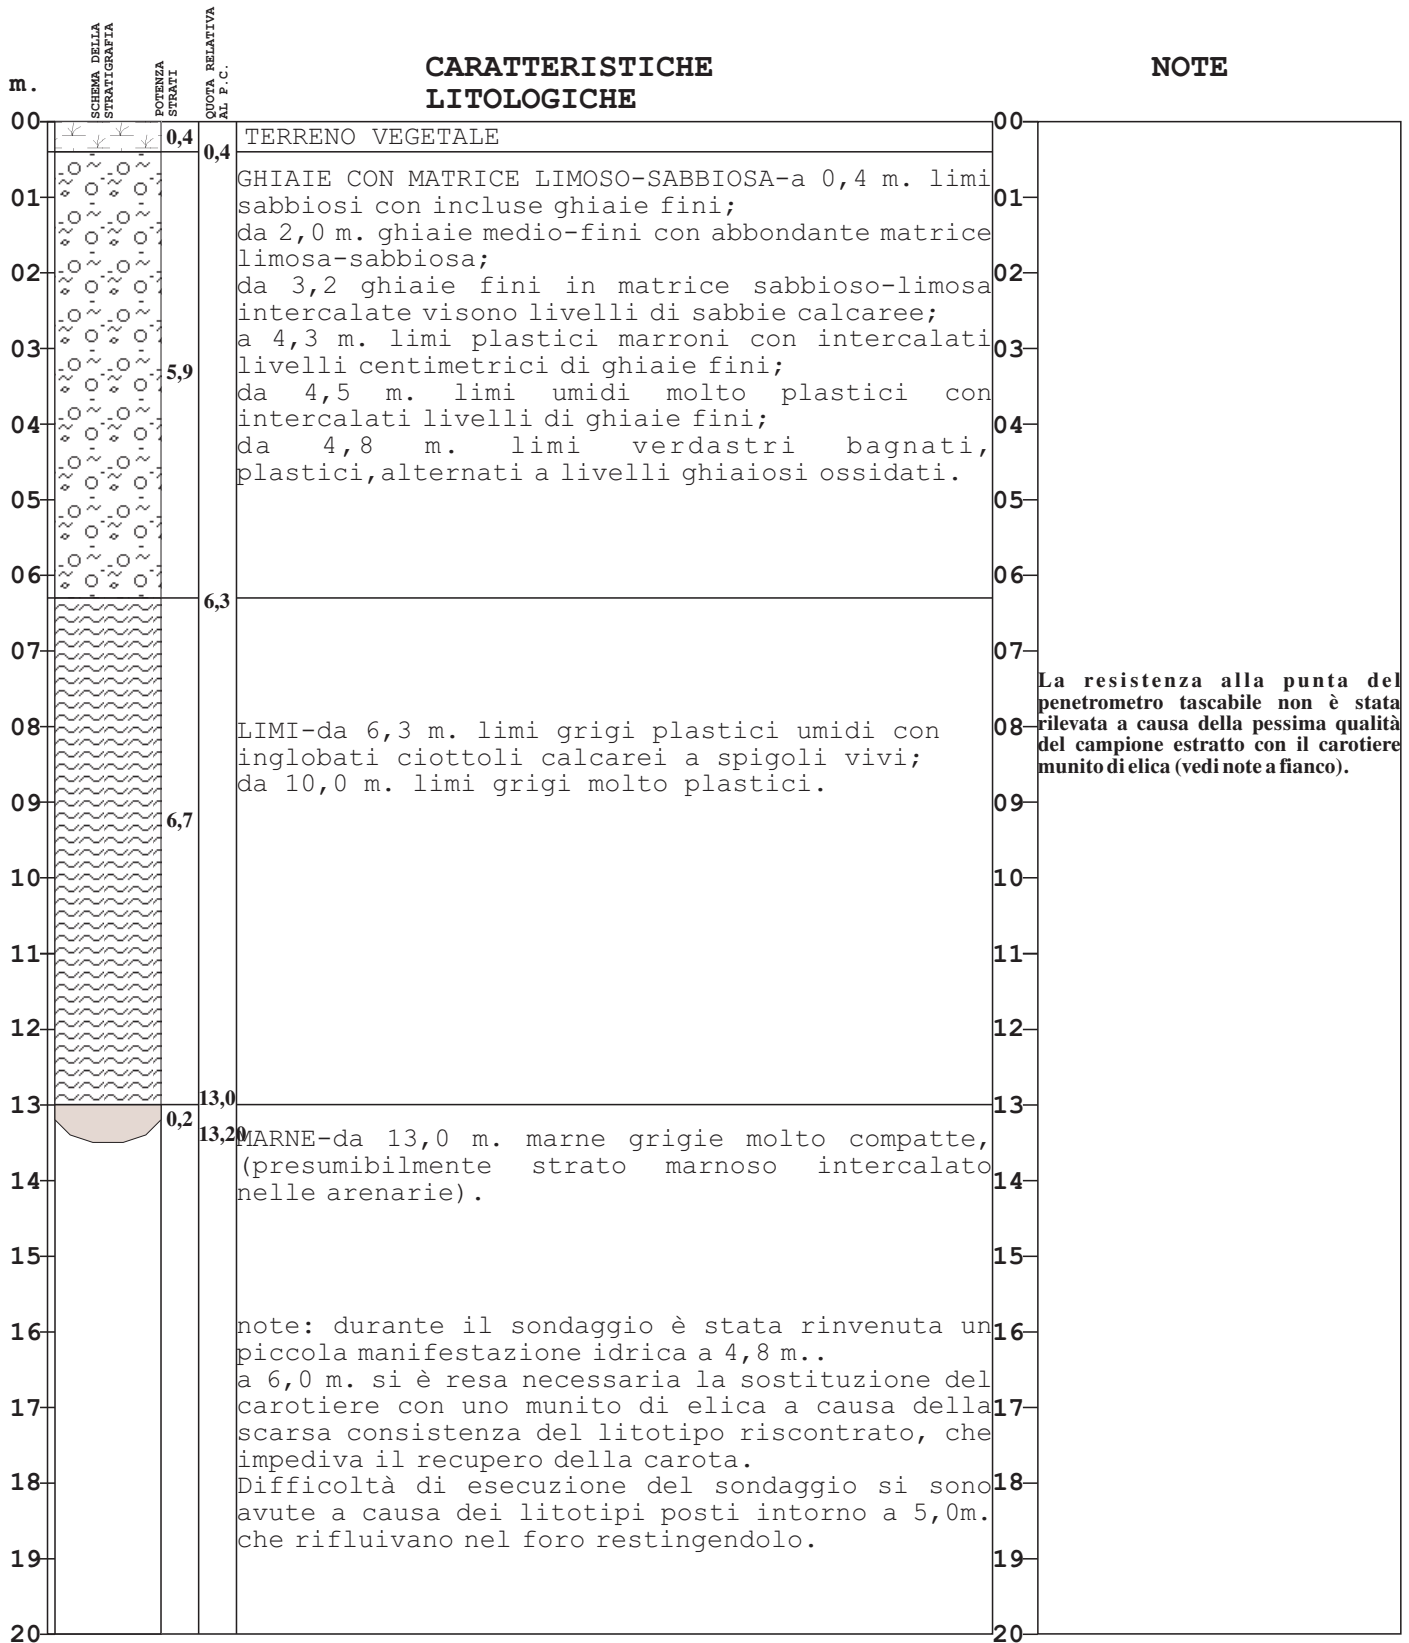 m.
SCHEMA DELLA
STRATIGRAFIA
POTENZA
STRATI
QUOTA RELATIVA
AL P.C.
CARATTERISTICHE
LITOLOGICHE
NOTE
00
0,4
0,4
TERRENO VEGETALE
00
GHIAIE CON MATRICE LIMOSO-SABBIOSA-a 0,4 m. limi
sabbiosi con incluse ghiaie fini;
da 2,0 m. ghiaie medio-fini con abbondante matrice
limosa-sabbiosa;
da 3,2 ghiaie fini in matrice sabbioso-limosa
intercalate visono livelli di sabbie calcaree;
a 4,3 m. limi plastici marroni con intercalati
livelli centimetrici di ghiaie fini;
da 4,5 m. limi umidi molto plastici con
intercalati livelli di ghiaie fini;
da 4,8 m. limi verdastri bagnati,
plastici,alternati a livelli ghiaiosi ossidati.
01
02
03
5,9
04
05
06
6,3
01
02
03
04
05
06
07
08
09
6,7
10
11
12
13
13,0
LIMI-da 6,3 m. limi grigi plastici umidi con
inglobati ciottoli calcarei a spigoli vivi;
da 10,0 m. limi grigi molto plastici.
07
08
09
10
11
12
13
La resistenza alla punta del
penetrometro tascabile non è stata
rilevata a causa della pessima qualità
del campione estratto con il carotiere
munito di elica (vedi note a fianco).
0,2
13,20
MARNE-da 13,0 m. marne grigie molto compatte,
(presumibilmente strato marnoso intercalato
nelle arenarie).
14
15
16
17
18
19
20
note: durante il sondaggio è stata rinvenuta un
piccola manifestazione idrica a 4,8 m..
a 6,0 m. si è resa necessaria la sostituzione del
carotiere con uno munito di elica a causa della
scarsa consistenza del litotipo riscontrato, che
impediva il recupero della carota.
Difficoltà di esecuzione del sondaggio si sono
avute a causa dei litotipi posti intorno a 5,0m.
che rifluivano nel foro restingendolo.
14
15
16
17
18
19
20